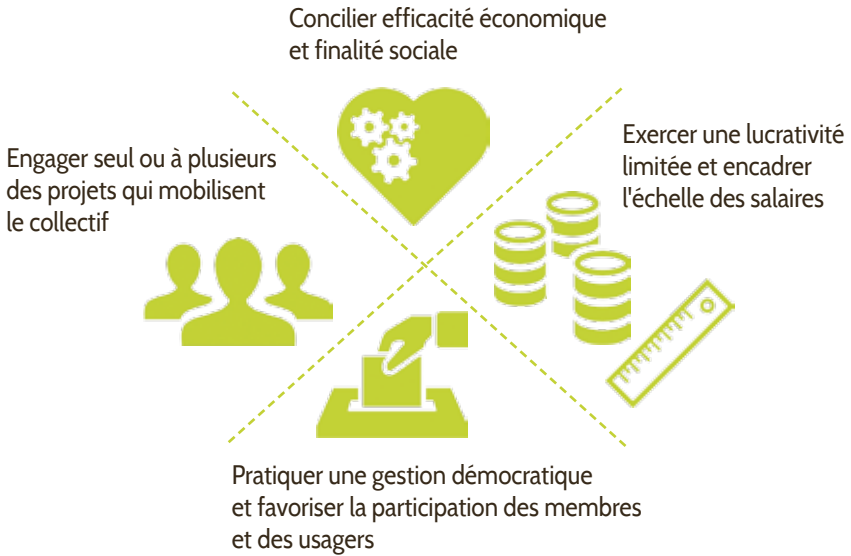 Concilier efficacité économique
et finalité sociale
Engager seul ou à plusieurs
des projets qui mobilisent
le collectif
Exercer une lucrativité
limitée et encadrer
l'échelle des salaires
Pratiquer une gestion démocratique
et favoriser la participation des membres
et des usagers